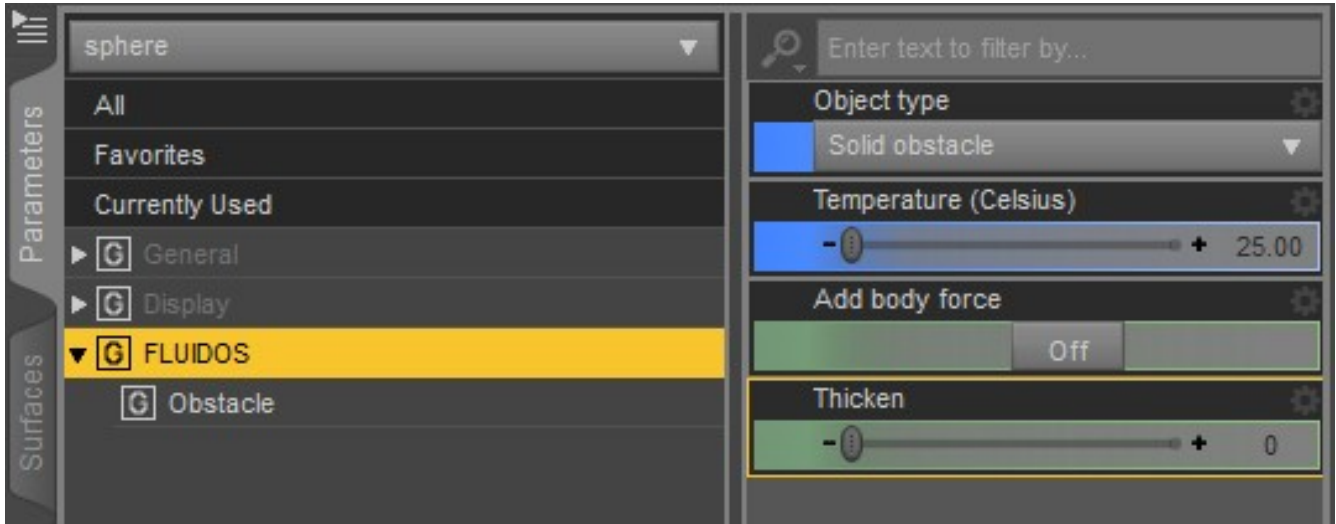 Parameters
Surfaces
sphere
All
Favorites
Currently Used
G General
G Display
G FLUIDOS
G Obstacle
Enter text to filter by...
Object type
Solid obstacle
Temperature (Celsius)
- + 25.00
Add body force
Off
Thicken
- + 0